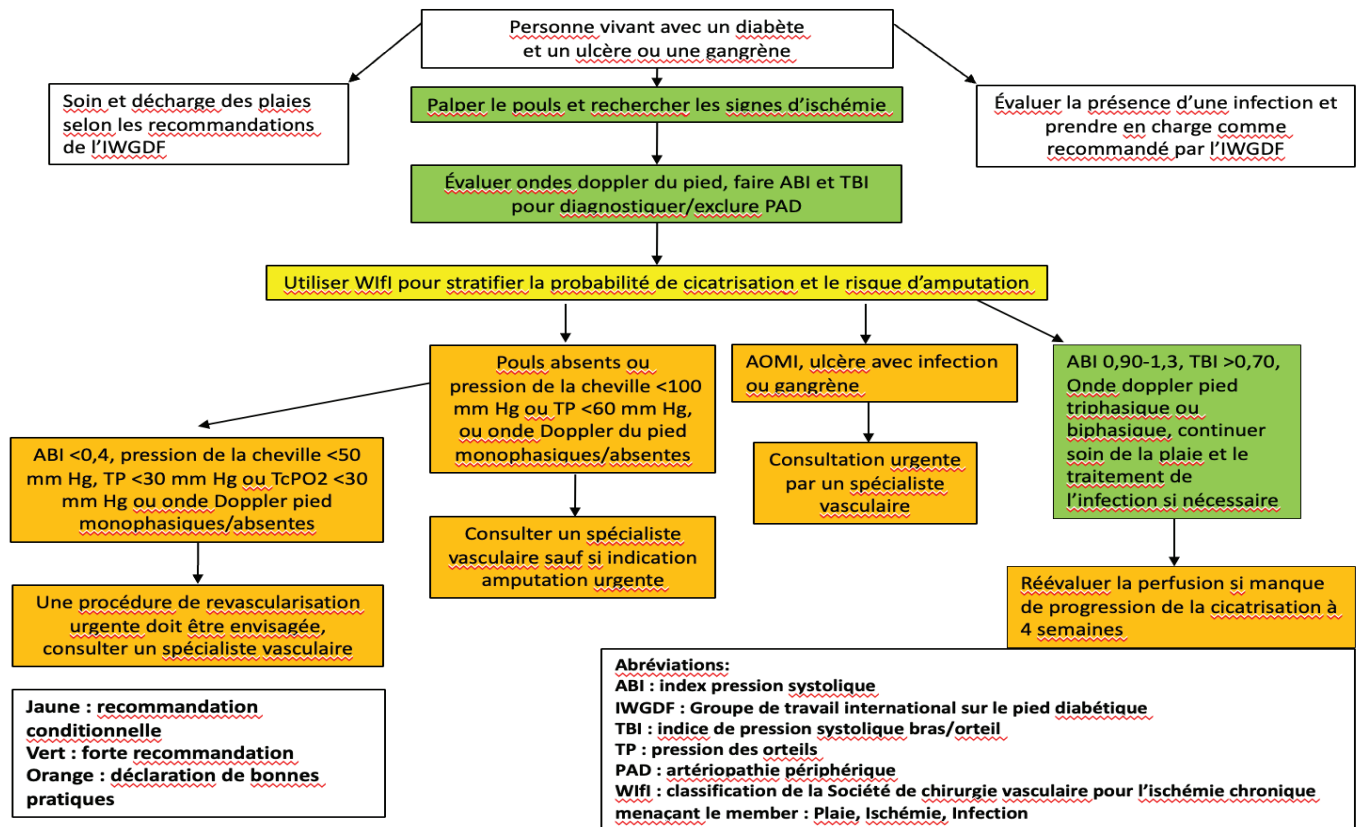 Personne vivant avec un diabète
et un ulcère ou une gangrène
Soin et décharge des plaies
selon les recommandations
de l'IWGDF
Palper le pouls et rechercher les signes d'ischémie
Évaluer la présence d'une infection et
prendre en charge comme
recommandé par l'IWGDF
Évaluer ondes doppler du pied, faire ABI et TBI
pour diagnostiquer/exclure PAD
Utiliser WIfI pour stratifier la probabilité de cicatrisation et le risque d'amputation
Pouls absents ou
pression de la cheville <100
mm Hg ou TP <60 mm Hg,
ou onde Doppler du pied
monophasiques/absentes
AOMI, ulcère avec infection
ou gangrène
ABI 0,90-1,3, TBI >0,70,
Onde doppler pied
triphasique ou
biphasique, continuer
soin de la plaie et le
traitement de
l'infection si nécessaire
ABI <0,4, pression de la cheville <50
mm Hg, TP <30 mm Hg ou TcPO2 <30
mm Hg ou onde Doppler pied
monophasiques/absentes
Consultation urgente
par un spécialiste
vasculaire
Consulter un spécialiste
vasculaire sauf si indication
amputation urgente
Une procédure de revascularisation
urgente doit être envisagée,
consulter un spécialiste vasculaire
Réévaluer la perfusion si manque
de progression de la cicatrisation à
4 semaines
Jaune : recommandation
conditionnelle
Vert : forte recommandation
Orange : déclaration de bonnes
pratiques
Abréviations:
ABI : index pression systolique
IWGDF : Groupe de travail international sur le pied diabétique
TBI : indice de pression systolique bras/orteil
TP : pression des orteils
PAD : artériopathie périphérique
WIfI : classification de la Société de chirurgie vasculaire pour l'ischémie chronique
menaçant le member : Plaie, Ischémie, Infection